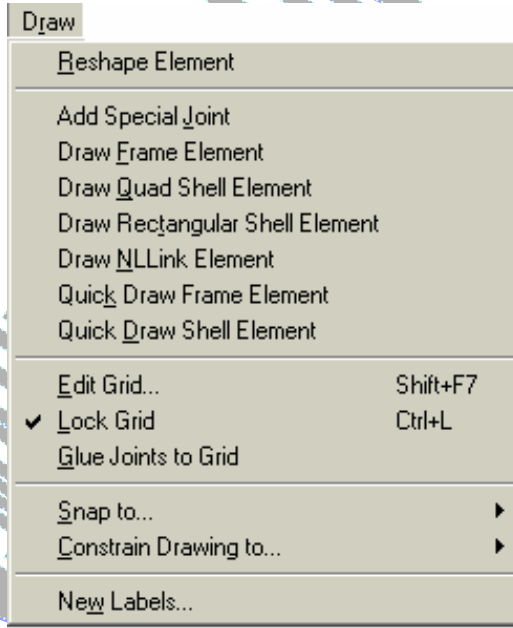 Draw
Reshape Element
Add Special Joint
Draw Frame Element
Draw Quad Shell Element
Draw Rectangular Shell Element
Draw NLLink Element
Quick Draw Frame Element
Quick Draw Shell Element
Edit Grid... Shift+F7
Lock Grid Ctrl+L
Glue Joints to Grid
Snap to...
Constrain Drawing to...
New Labels...